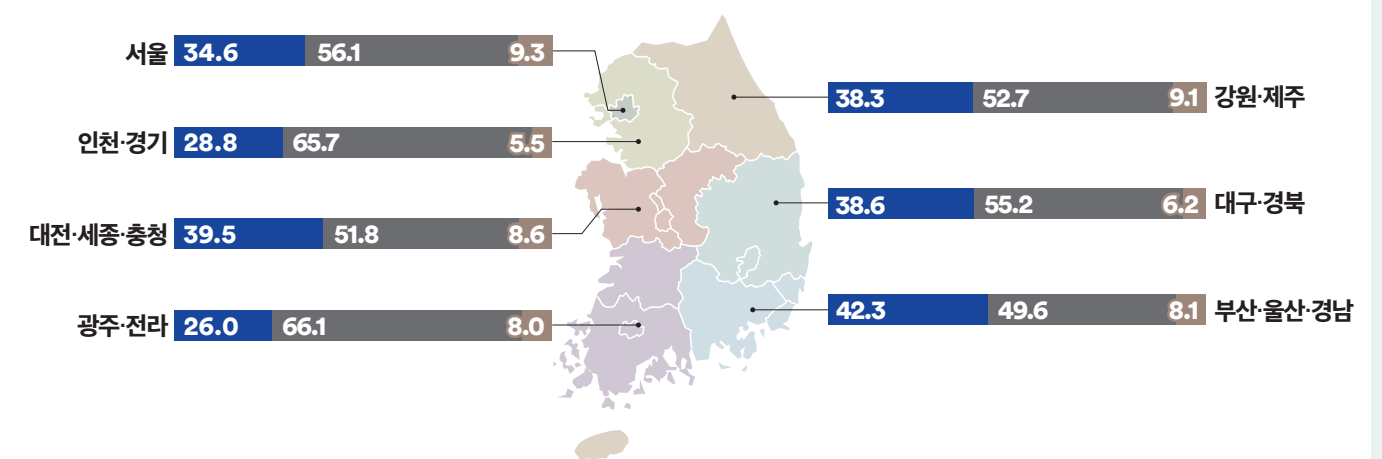 서울 34.6 56.1 9.3
인천·경기 28.8 65.7 5.5
대전·세종·충청 39.5 51.8 8.6
광주·전라 26.0 66.1 8.0
38.3 52.7 9.1 강원·제주
38.6 55.2 6.2 대구·경북
42.3 49.6 8.1 부산·울산·경남